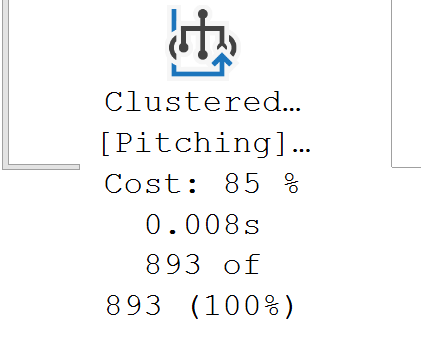 Clustered…
[Pitching]…
Cost: 85 %
0.008s
893 of
893 (100%)